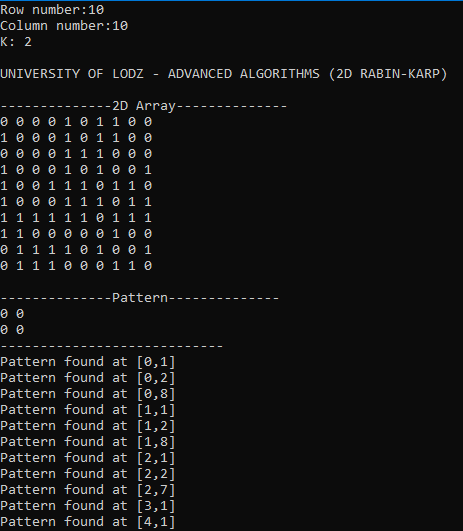 Row number:10
Column number:10
K: 2
UNIVERSITY OF LODZ - ADVANCED ALGORITHMS (2D RABIN-KARP)
--------------2D Array--------------
0 0 0 0 1 0 1 1 0 0
1 0 0 0 1 0 1 1 0 0
0 0 0 0 1 1 1 0 0 0
1 0 0 0 1 0 1 0 0 1
1 0 0 1 1 1 0 1 1 0
1 0 0 0 1 1 1 0 1 1
1 1 1 1 1 1 0 1 1 1
1 1 0 0 0 0 0 1 0 0
0 1 1 1 1 0 1 0 0 1
0 1 1 1 0 0 0 1 1 0
--------------Pattern--------------
0 0
0 0
----------------------------
Pattern found at [0,1]
Pattern found at [0,2]
Pattern found at [0,8]
Pattern found at [1,1]
Pattern found at [1,2]
Pattern found at [1,8]
Pattern found at [2,1]
Pattern found at [2,2]
Pattern found at [2,7]
Pattern found at [3,1]
Pattern found at [4,1]